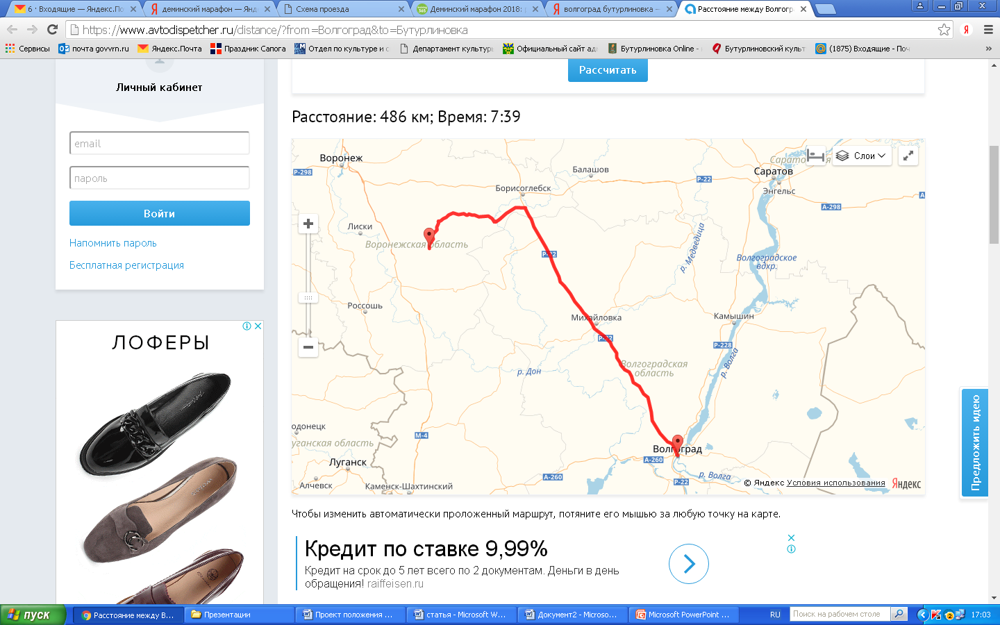 6 · Входящие — Яндекс.По
деминский марафон — Янд
Схема проезда
Деминский марафон 2018:
волгоград бутурлиновка —
Расстояние между Волгогр
https://www.avtodispetcher.ru/distance/?from=Волгоград&to=Бутурлиновка
Сервисы
почта govvrn.ru
Яндекс.Почта
Праздник Сапога
Отдел по культуре и с
Департамент культуры
Официальный сайт ад
Бутурлиновка Online -
Бутурлиновский культ
(1875) Входящие - Поч
»
Личный кабинет
email
пароль
Войти
Напомнить пароль
Бесплатная регистрация
ЛОФЕРЫ
Рассчитать
Расстояние: 486 км; Время: 7:39
Слои
Воронеж
Р-298
Балашов
Р-22
Саратов
Энгельс
Борисоглебск
А-298
Лиски
Воронежская область
р. Медведица
Волгоградское
вдхр.
Россошь
Михайловка
Камышин
Р-228
р. Волга
р. Дон
Волгоградская
область
одонецк
уганская область
М-4
Луганск
Волгоград
А-260
А-260
Р-22
р. Волга
Алчевск
Каменск-Шахтинский
© Яндекс Условия использования
Яндекс
Предложить идею
Чтобы изменить автоматически проложенный маршрут, потяните его мышью за любую точку на карте.
Кредит по ставке 9,99%
Кредит на срок до 5 лет всего по 2 документам. Деньги в день
обращения! raiffeisen.ru
пуск
Расстояние между В...
Презентации
Проект положения ...
статья - Microsoft W...
Документ2 - Microso...
Microsoft PowerPoint ...
RU
Поиск на рабочем столе
17:03